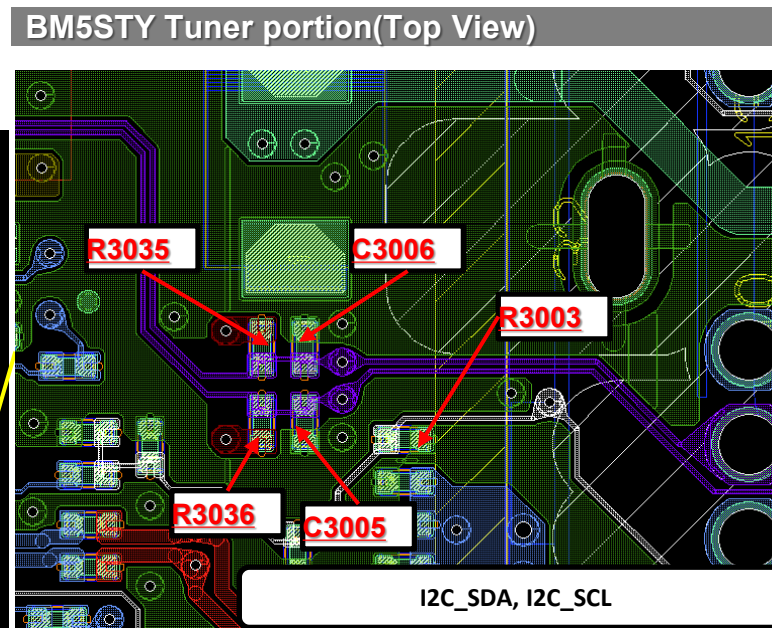 BM5STY Tuner portion(Top View)
R3035
C3006
R3003
R3036
C3005
I2C_SDA, I2C_SCL